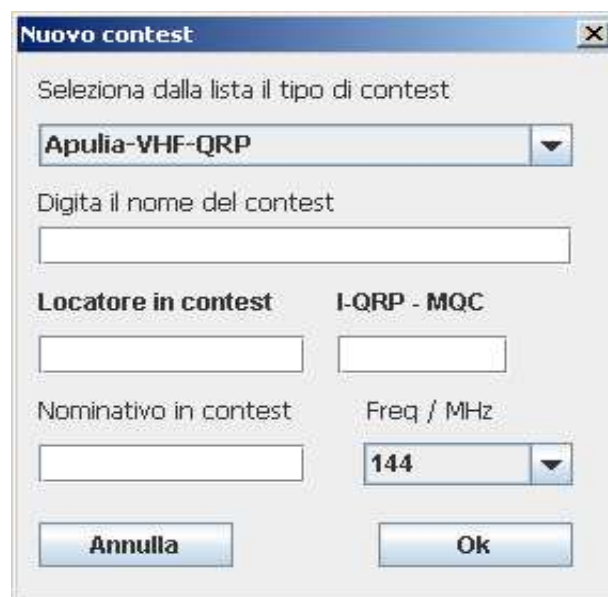 Nuovo contest
Seleziona dalla lista il tipo di contest
Apulia-VHF-QRP
Digita il nome del contest
Locatore in contest I-QRP - MQC
Nominativo in contest Freq / MHz
144
Annulla Ok